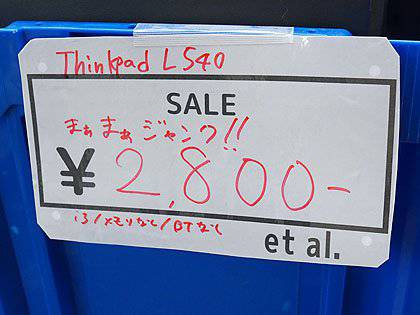 Thinkpad L540
SALE
まぁまぁジャンク!!
¥2,800-
i3/メモリなし/BTなし
et al.